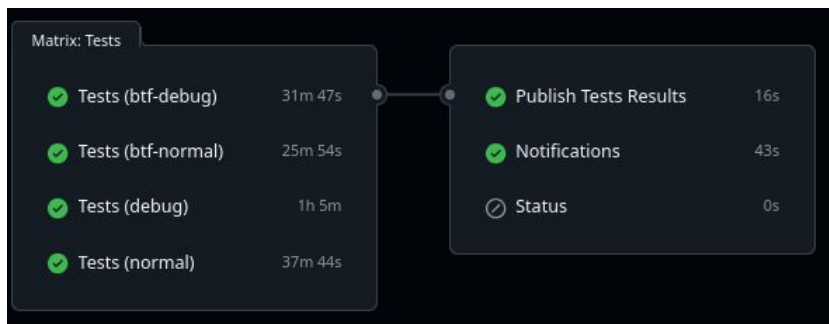 Matrix: Tests
Tests (btf-debug) 31m 47s
Tests (btf-normal) 25m 54s
Tests (debug) 1h 5m
Tests (normal) 37m 44s
Publish Tests Results 16s
Notifications 43s
Status 0s